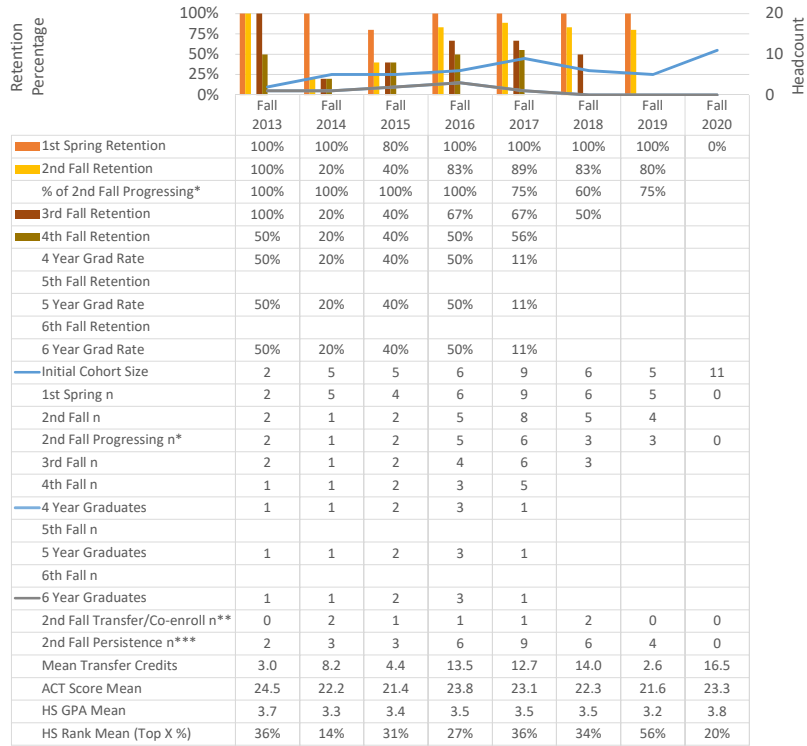 Retention
Percentage
100%
75%
50%
25%
0%
20
10
0
Headcount
Fall 2013 Fall 2014 Fall 2015 Fall 2016 Fall 2017 Fall 2018 Fall 2019 Fall 2020
1st Spring Retention 100% 100% 80% 100% 100% 100% 100% 0%
2nd Fall Retention 100% 20% 40% 83% 89% 83% 80%
% of 2nd Fall Progressing* 100% 100% 100% 100% 75% 60% 75%
3rd Fall Retention 100% 20% 40% 67% 67% 50%
4th Fall Retention 50% 20% 40% 50% 56%
4 Year Grad Rate 50% 20% 40% 50% 11%
5th Fall Retention
5 Year Grad Rate 50% 20% 40% 50% 11%
6th Fall Retention
6 Year Grad Rate 50% 20% 40% 50% 11%
Initial Cohort Size 2 5 5 6 9 6 5 11
1st Spring n 2 5 4 6 9 6 5 0
2nd Fall n 2 1 2 5 8 5 4
2nd Fall Progressing n* 2 1 2 5 6 3 3 0
3rd Fall n 2 1 2 4 6 3
4th Fall n 1 1 2 3 5
4 Year Graduates 1 1 2 3 1
5th Fall n
5 Year Graduates 1 1 2 3 1
6th Fall n
6 Year Graduates 1 1 2 3 1
2nd Fall Transfer/Co-enroll n** 0 2 1 1 1 2 0 0
2nd Fall Persistence n*** 2 3 3 6 9 6 4 0
Mean Transfer Credits 3.0 8.2 4.4 13.5 12.7 14.0 2.6 16.5
ACT Score Mean 24.5 22.2 21.4 23.8 23.1 22.3 21.6 23.3
HS GPA Mean 3.7 3.3 3.4 3.5 3.5 3.5 3.2 3.8
HS Rank Mean (Top X %) 36% 14% 31% 27% 36% 34% 56% 20%